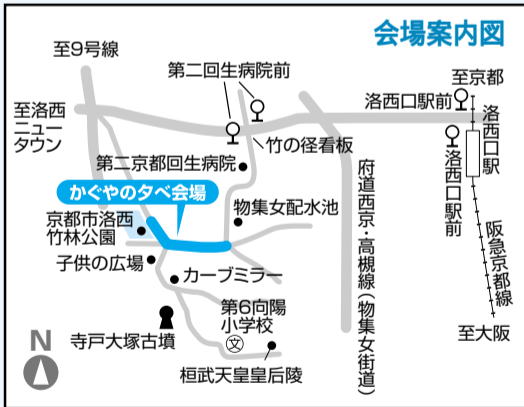 会場案内図
至9号線
第二回生病院前
至京都
洛西口駅前
至洛西
ニュー
タウン
竹の径看板
洛西口駅
洛西口駅前
第二京都回生病院
かぐやの夕べ会場
物集女配水池
京都市洛西
竹林公園
府道西京・高槻線（物集女街道）
阪急京都線
子供の広場
カーブミラー
第6向陽
小学校
文
至大阪
寺戸大塚古墳
桓武天皇皇后陵
N